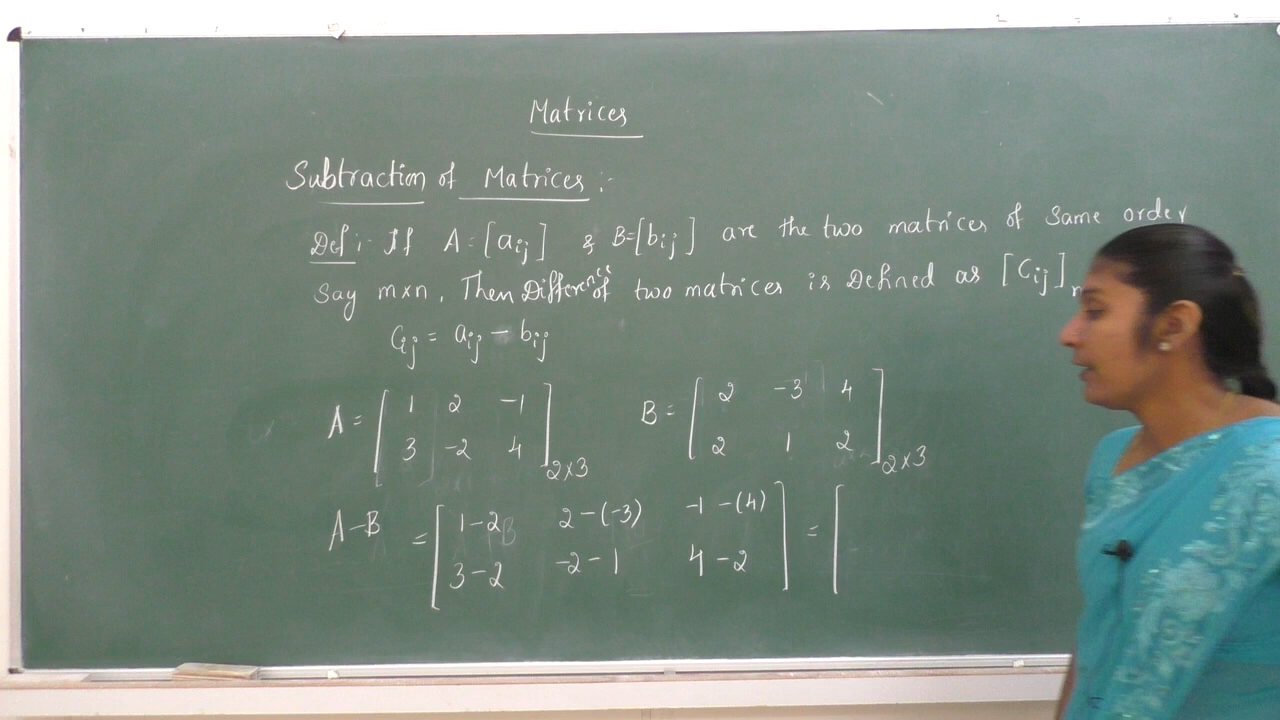 Matrices
Subtraction of Matrices :-
Def :- If A = [aij] & B=[bij] are the two matrices of same order
Say m×n, Then Difference of two matrices is Defined as [Cij]
Cij = aij - bij
A = [ 1 2 -1 B = [ 2 -3 4
3 -2 4 ]2×3 2 1 2 ]2×3
A-B = [ 1-2 2-(-3) -1-(4) ] = [
3-2 -2-1 4-2